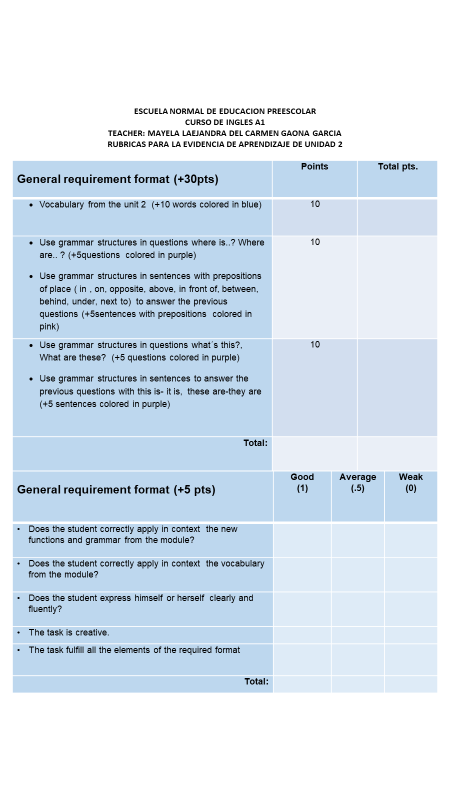 ESCUELA NORMAL DE EDUCACION PREESCOLAR
CURSO DE INGLES A1
TEACHER: MAYELA LAEJANDRA DEL CARMEN GAONA GARCIA
RUBRICAS PARA LA EVIDENCIA DE APRENDIZAJE DE UNIDAD 2
General requirement format (+30pts)
Points
Total pts.
• Vocabulary from the unit 2 (+10 words colored in blue)
10
• Use grammar structures in questions where is..? Where
are.. ? (+5questions colored in purple)
10
• Use grammar structures in sentences with prepositions
of place ( in , on, opposite, above, in front of, between,
behind, under, next to) to answer the previous
questions (+5sentences with prepositions colored in
pink)
• Use grammar structures in questions what´s this?,
What are these? (+5 questions colored in purple)
10
• Use grammar structures in sentences to answer the
previous questions with this is- it is, these are-they are
(+5 sentences colored in purple)
Total:
General requirement format (+5 pts)
Good
(1)
Average
(.5)
Weak
(0)
• Does the student correctly apply in context the new
functions and grammar from the module?
• Does the student correctly apply in context the vocabulary
from the module?
• Does the student express himself or herself clearly and
fluently?
• The task is creative.
• The task fulfill all the elements of the required format
Total: